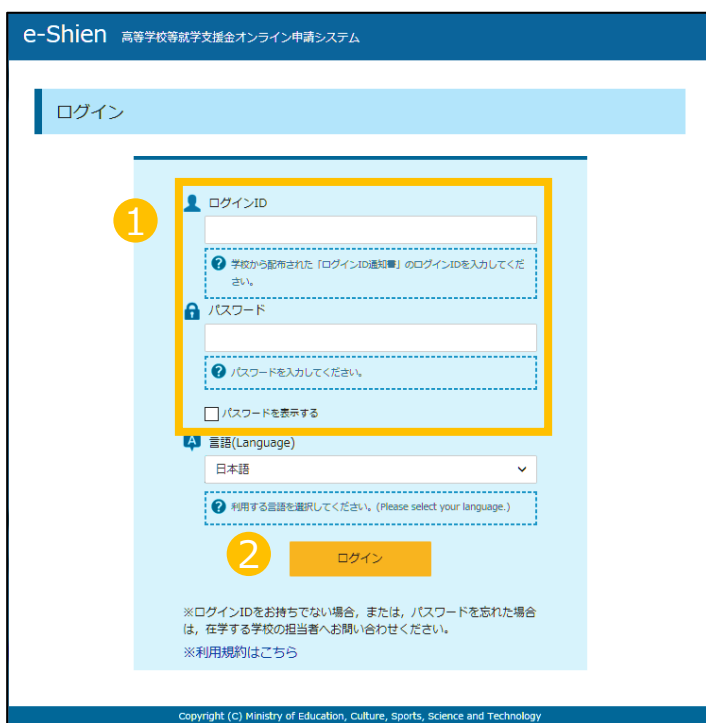 e-Shien 高等学校等就学支援金オンライン申請システム
ログイン
1
ログインID
? 学校から配布された「ログインID通知書」のログインIDを入力してくだ
さい。
パスワード
? パスワードを入力してください。
パスワードを表示する
A 言語(Language)
日本語
? 利用する言語を選択してください。(Please select your language.)
2
ログイン
※ログインIDをお持ちでない場合，または，パスワードを忘れた場合
は，在学する学校の担当者へお問い合わせください。
※利用規約はこちら
Copyright (C) Ministry of Education, Culture, Sports, Science and Technology